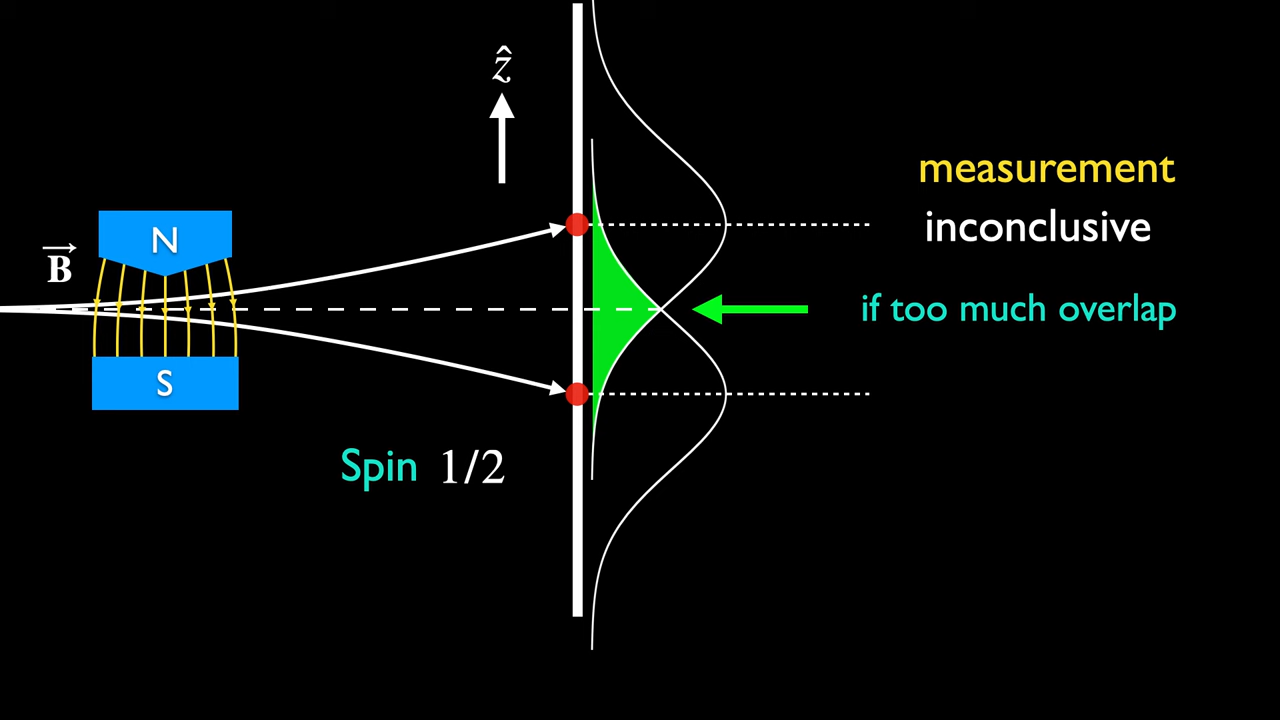 ẑ
measurement
inconclusive
N
B⃗
if too much overlap
S
Spin 1/2